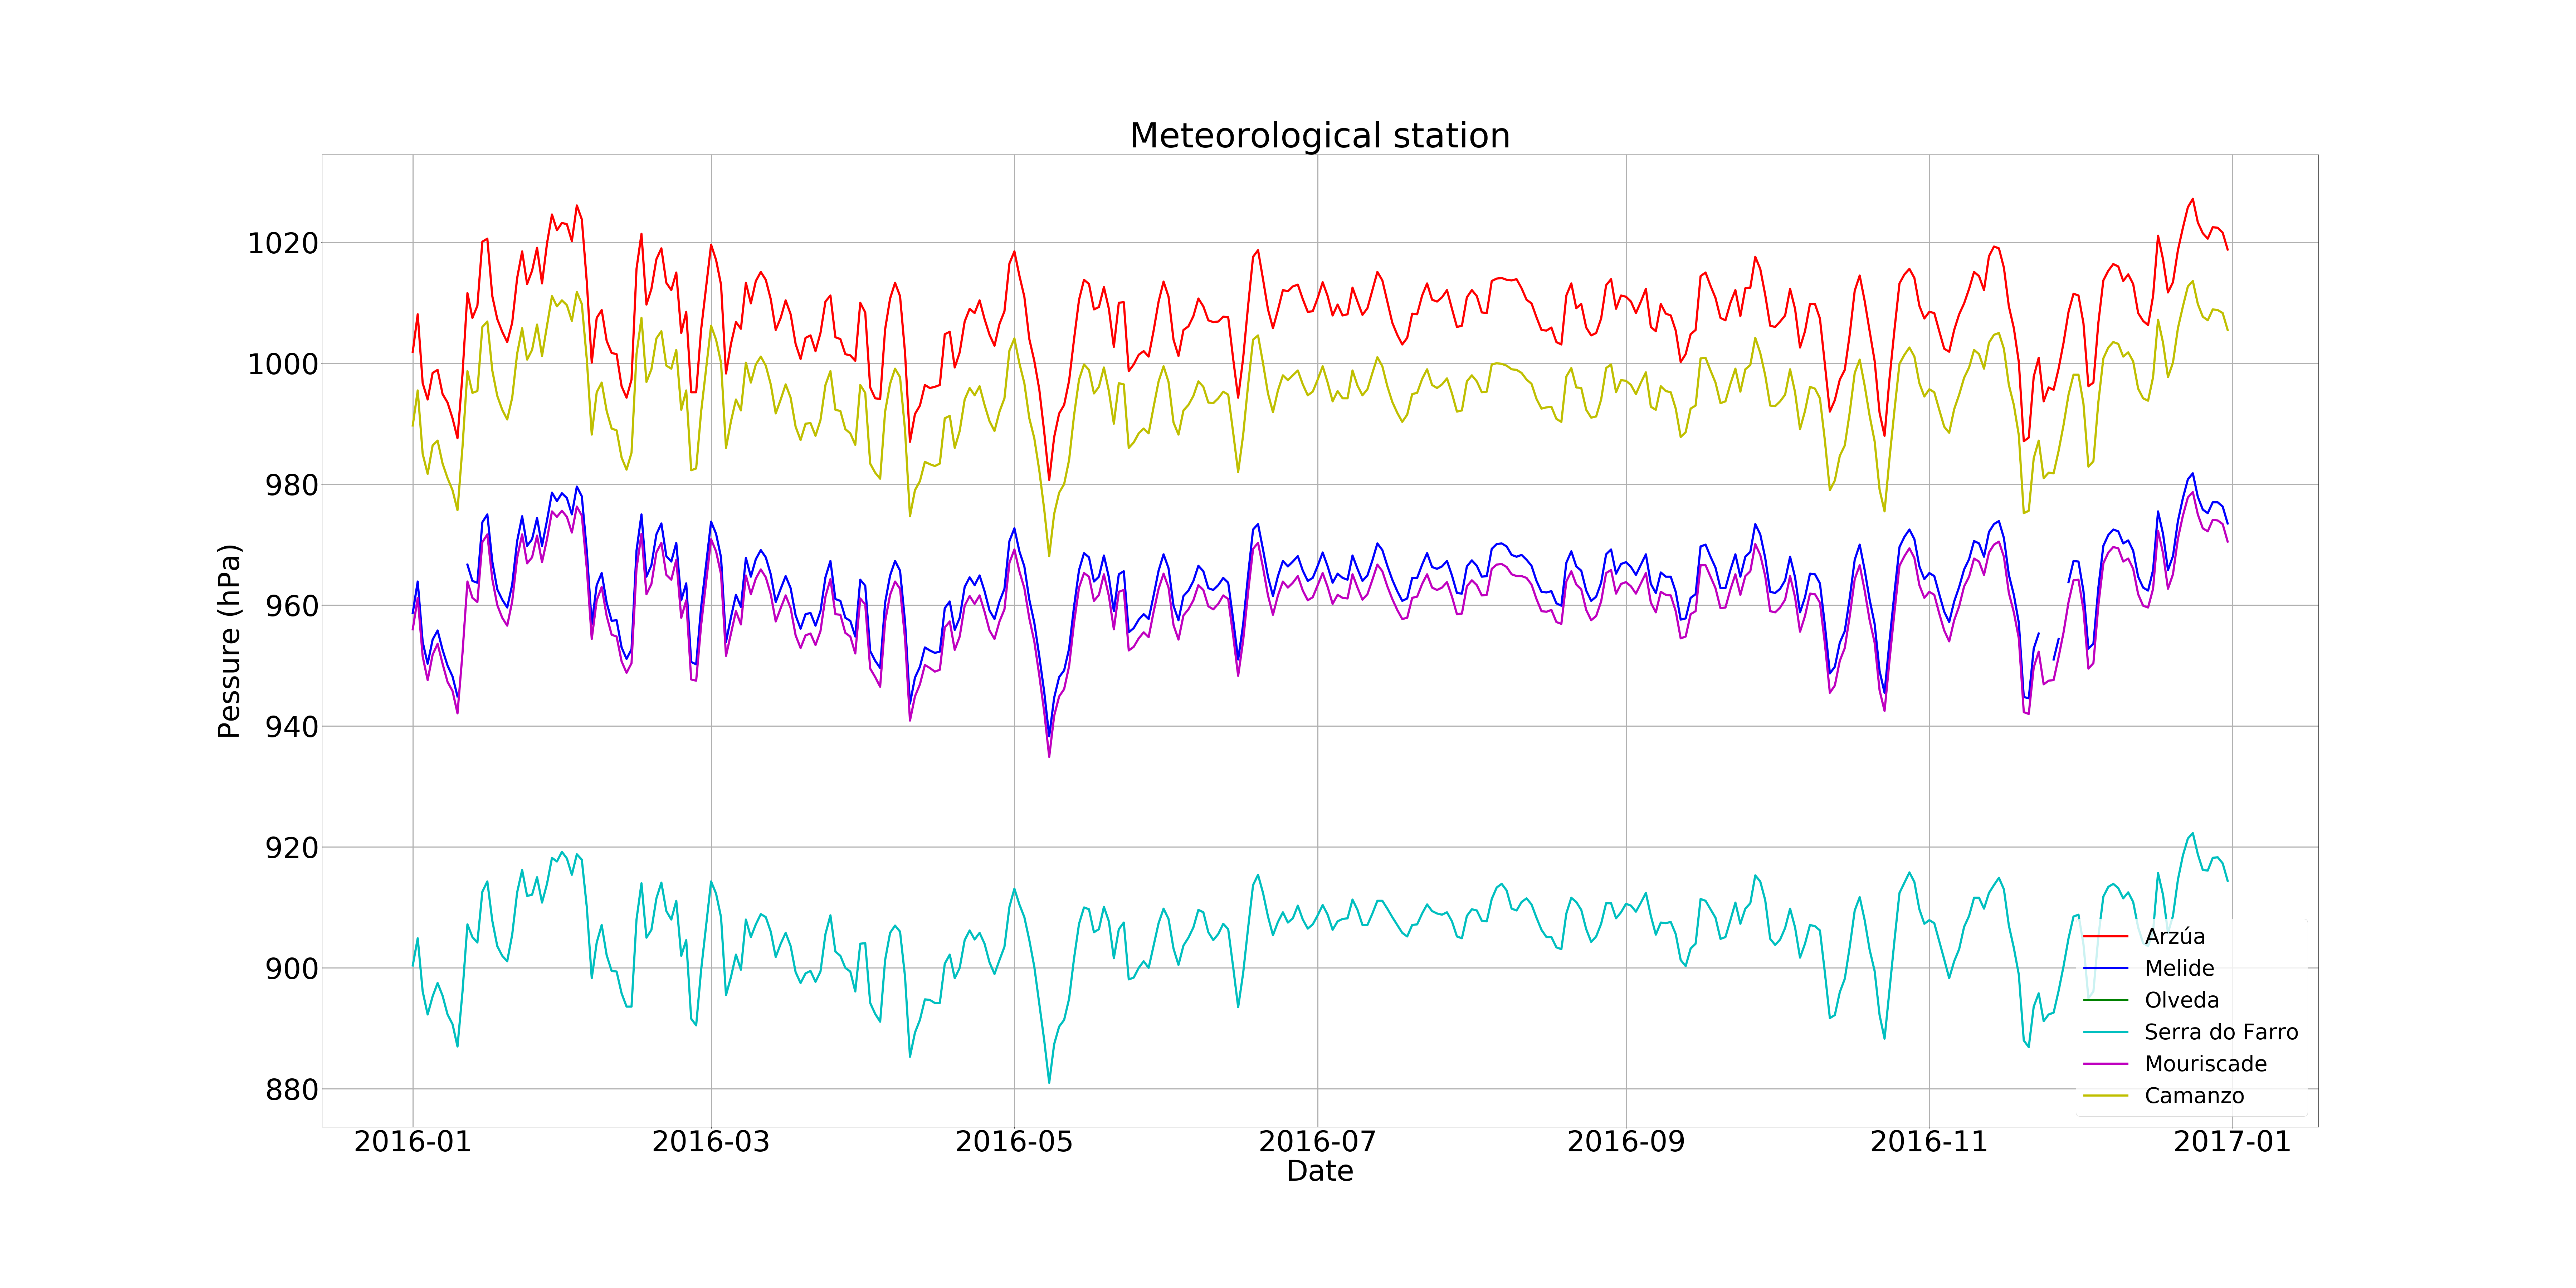 Meteorological station
Pessure (hPa)
1020
1000
980
960
940
920
900
880
2016-01
2016-03
2016-05
2016-07
2016-09
2016-11
2017-01
Date
Arzúa
Melide
Olveda
Serra do Farro
Mouriscade
Camanzo